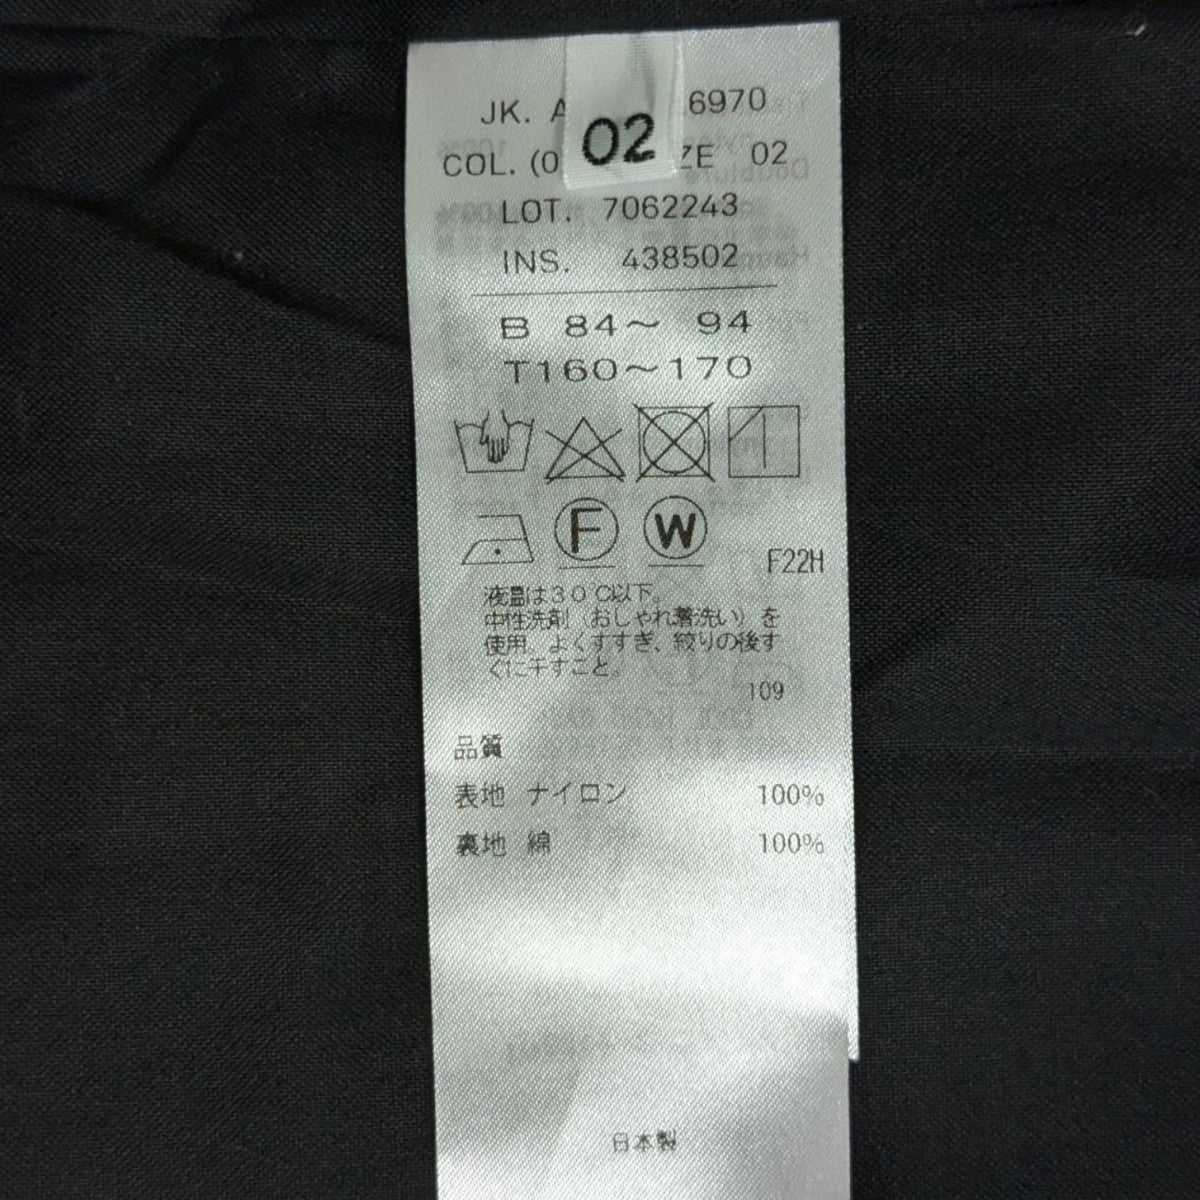 JK. A 6970
02
COL. (0 ZE 02
LOT. 7062243
INS. 438502
B 84～ 94
T160～170
F W
F22H
液温は30℃以下。
中性洗剤（おしゃれ着洗い）を
使用。よくすすぎ、絞りの後す
ぐに干すこと。
109
品質
表地 ナイロン 100%
裏地 綿 100%
日本製